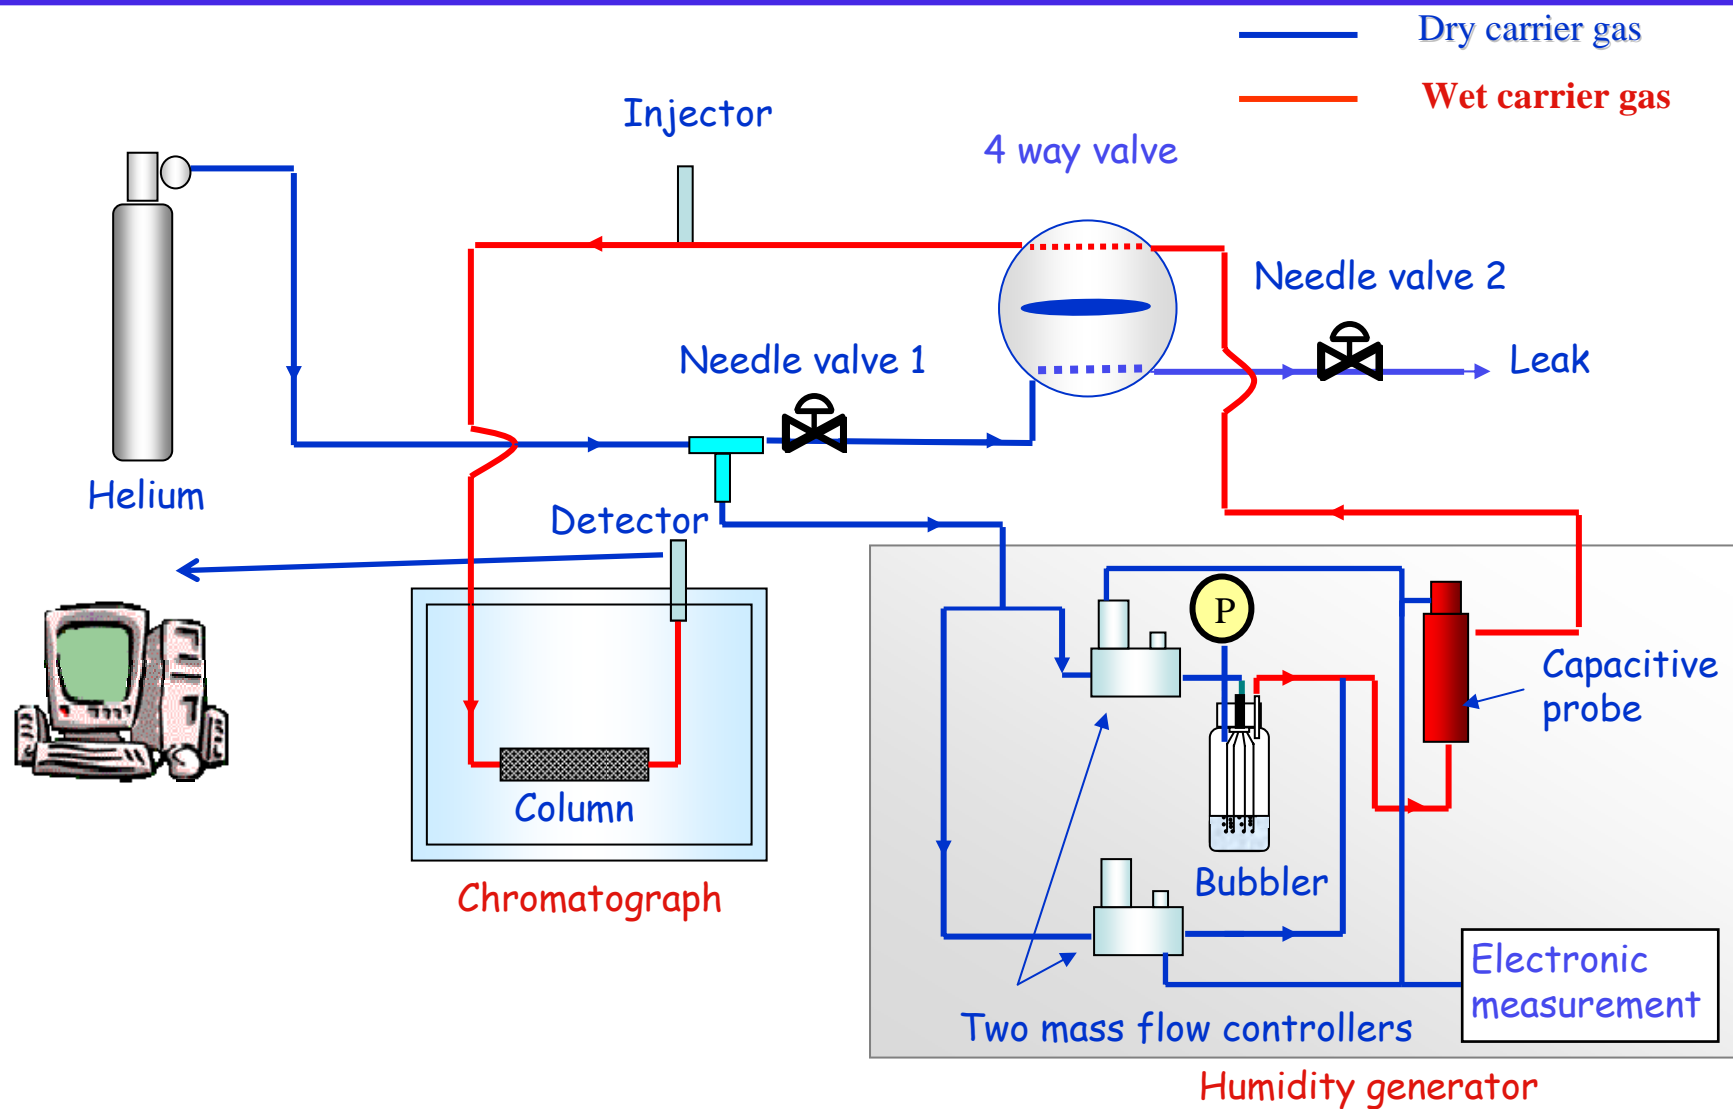 Dry carrier gas
Wet carrier gas
Injector
4 way valve
Needle valve 2
Needle valve 1
Leak
Helium
Detector
P
Capacitive
probe
Column
Bubbler
Chromatograph
Electronic
measurement
Two mass flow controllers
Humidity generator